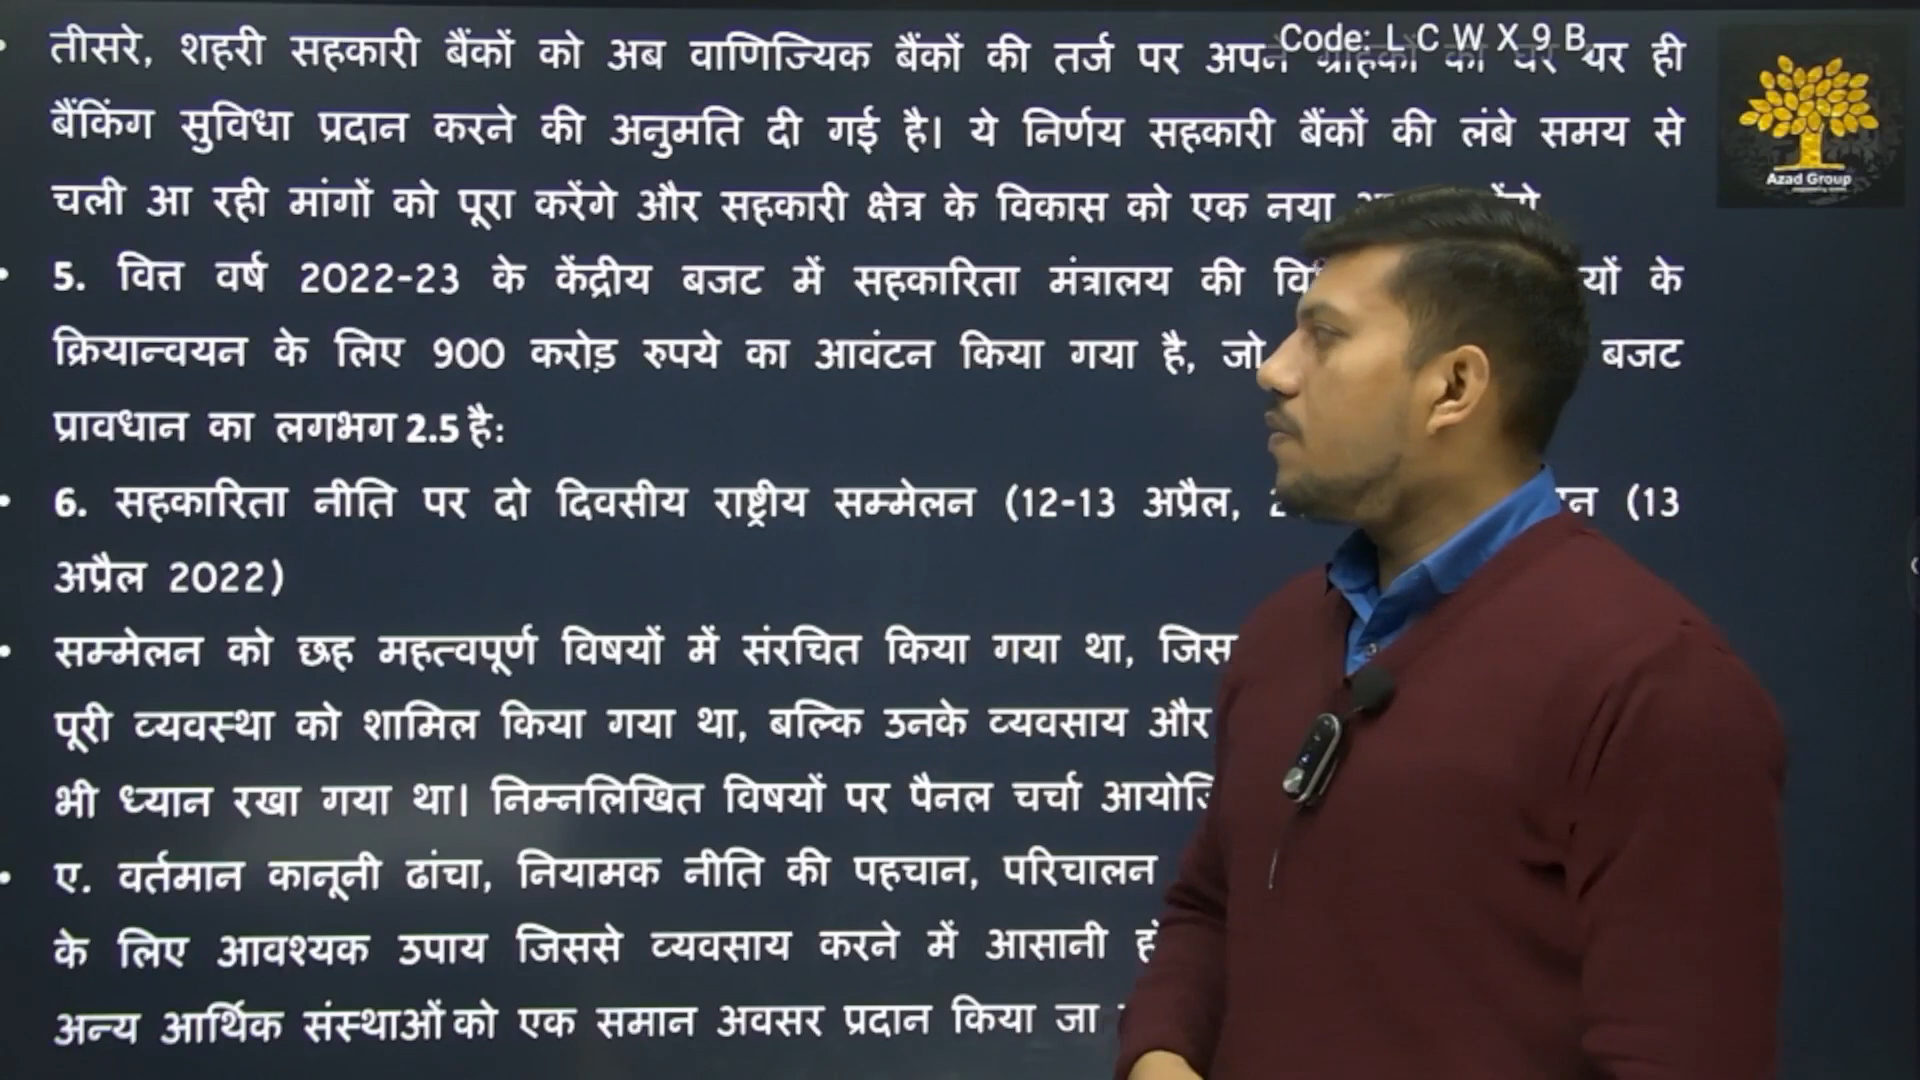 Code: L C W X 9 B
तीसरे, शहरी सहकारी बैंकों को अब वाणिज्यिक बैंकों की तर्ज पर अपने ग्राहकों को घर पर ही
बैंकिंग सुविधा प्रदान करने की अनुमति दी गई है। ये निर्णय सहकारी बैंकों की लंबे समय से
चली आ रही मांगों को पूरा करेंगे और सहकारी क्षेत्र के विकास को एक नया
5. वित्त वर्ष 2022-23 के केंद्रीय बजट में सहकारिता मंत्रालय की के
क्रियान्वयन के लिए 900 करोड़ रुपये का आवंटन किया गया है, जो बजट
प्रावधान का लगभग 2.5 है:
6. सहकारिता नीति पर दो दिवसीय राष्ट्रीय सम्मेलन (12-13 अप्रैल, (13
अप्रैल 2022)
सम्मेलन को छह महत्वपूर्ण विषयों में संरचित किया गया था,
पूरी व्यवस्था को शामिल किया गया था, बल्कि उनके व्यवसाय और
भी ध्यान रखा गया था। निम्नलिखित विषयों पर पैनल चर्चा
ए. वर्तमान कानूनी ढांचा, नियामक नीति की पहचान, परिचालन
के लिए आवश्यक उपाय जिससे व्यवसाय करने में आसानी
अन्य आर्थिक संस्थाओं को एक समान अवसर प्रदान किया जा
Azad Group